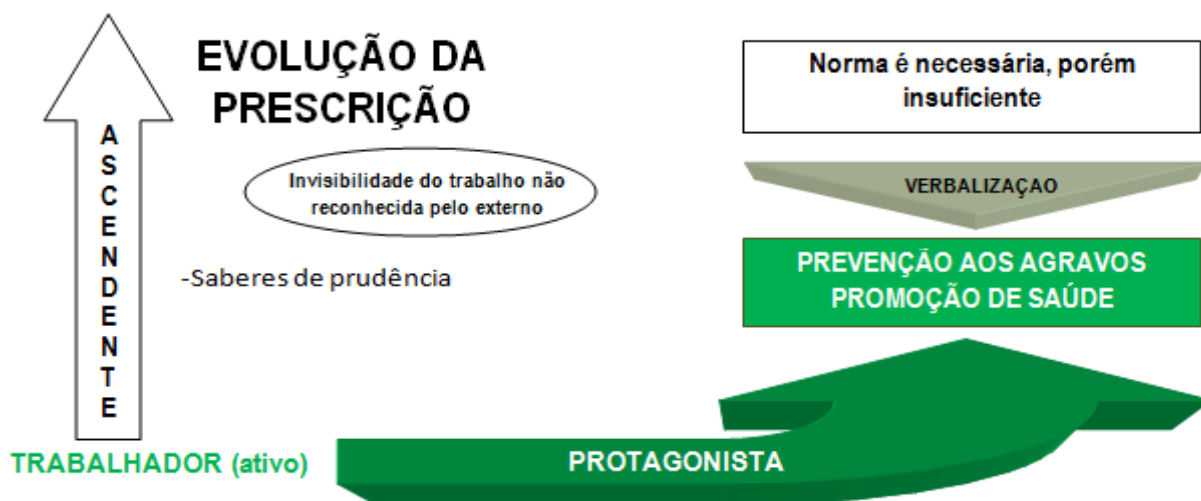 EVOLUÇÃO DA
PRESCRIÇÃO
ASCENDENTE
Invisibilidade do trabalho não
reconhecida pelo externo
-Saberes de prudência
TRABALHADOR (ativo)
Norma é necessária, porém
insuficiente
VERBALIZAÇAO
PREVENÇÃO AOS AGRAVOS
PROMOÇÃO DE SAÚDE
PROTAGONISTA